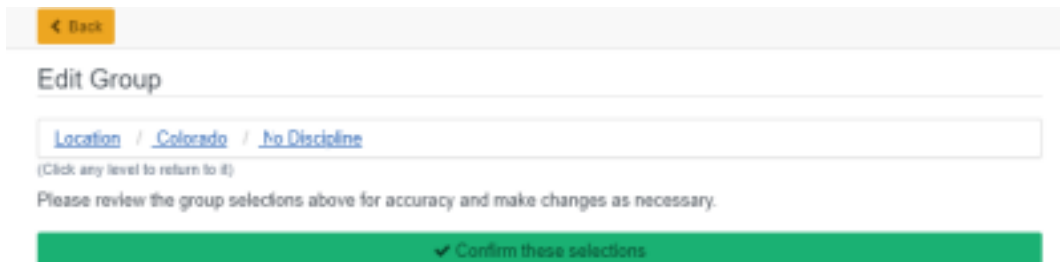 Back
Edit Group
Location / Colorado / No Discipline
(Click any level to return to it)
Please review the group selections above for accuracy and make changes as necessary.
✔ Confirm these selections